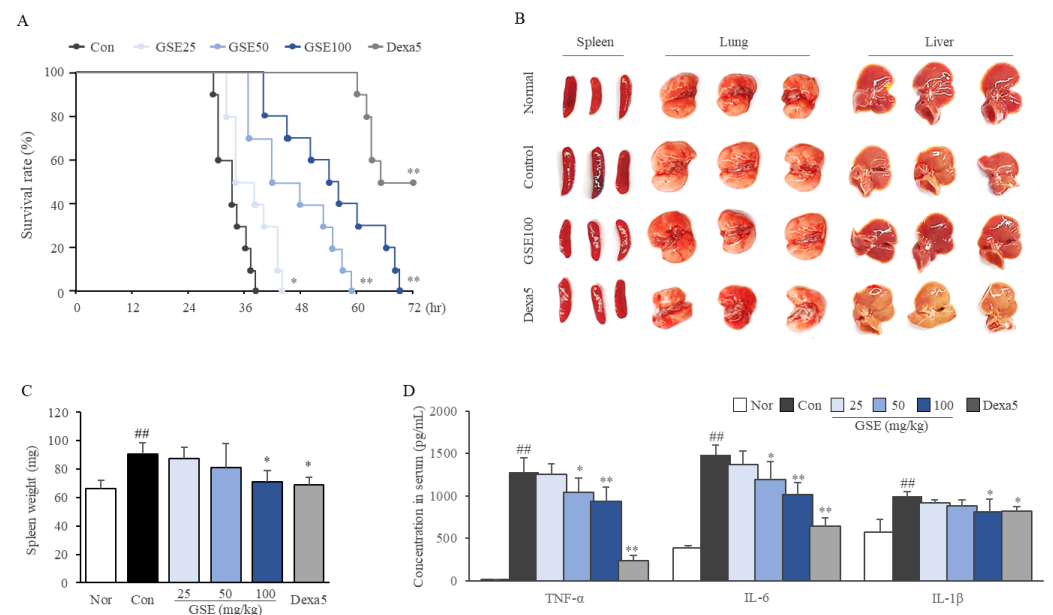 A
Con GSE25 GSE50 GSE100 Dexa5
Survival rate (%)
100
80
60
40
20
0
**
* ** **
0 12 24 36 48 60 72 (hr)
B
Spleen Lung Liver
Normal
Control
GSE100
Dexa5
C
Spleen weight (mg)
120
100
80
60
40
20
0
##
*
*
Nor Con 25 50 100 Dexa5
GSE (mg/kg)
D
Nor Con 25 50 100 Dexa5
GSE (mg/kg)
Concentration in serum (pg/mL)
2000
1500
1000
500
0
## * ** **
## * ** **
## * *
TNF-α IL-6 IL-1β